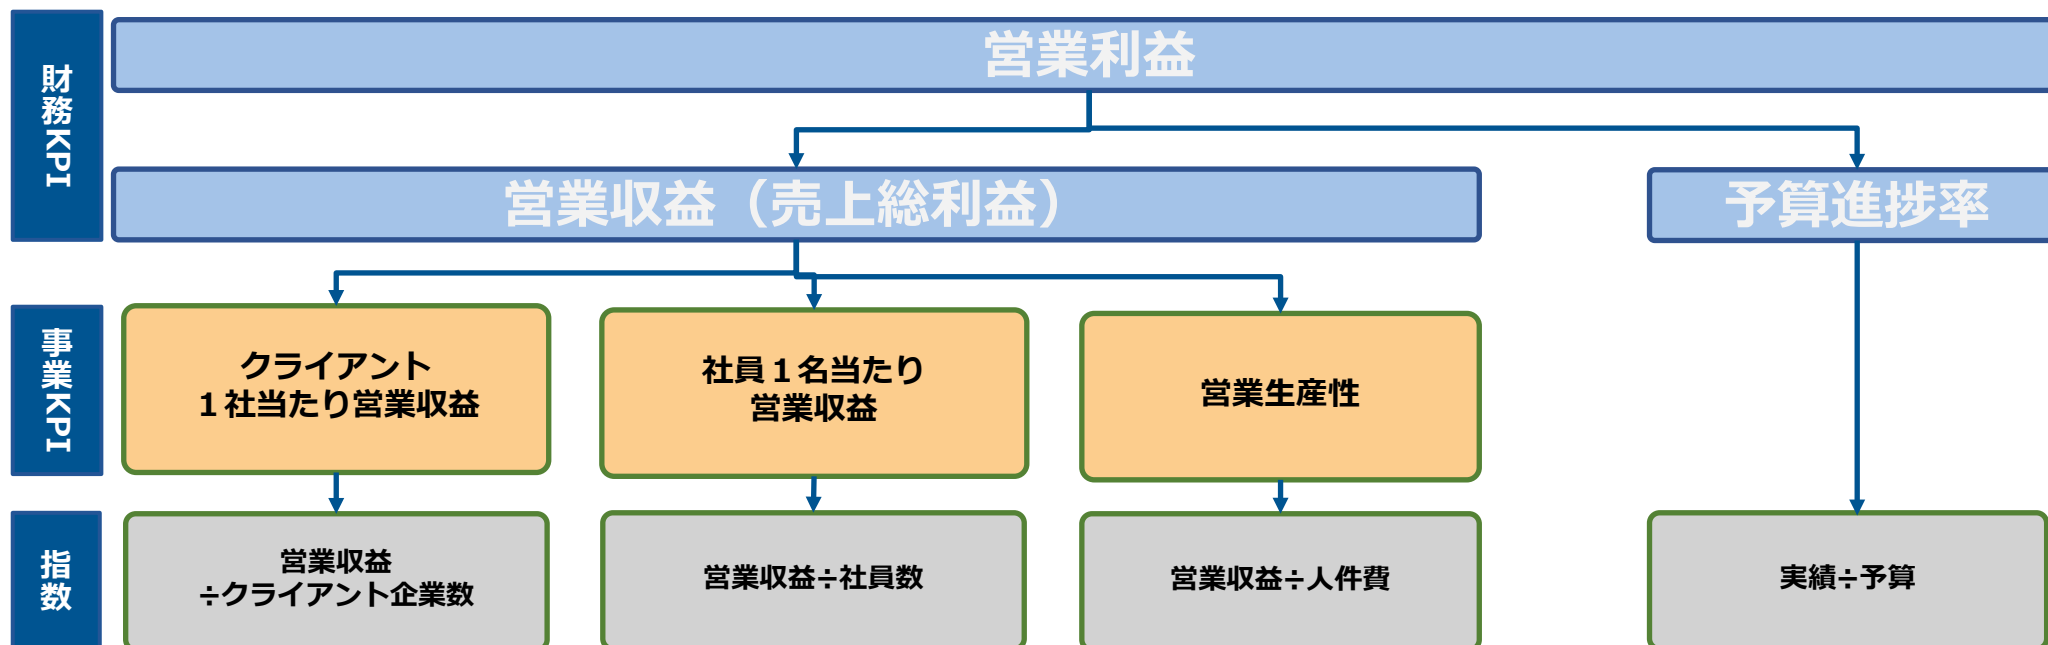 財務KPI
営業利益
営業収益（売上総利益）
予算進捗率
事業KPI
クライアント
１社当たり営業収益
社員１名当たり
営業収益
営業生産性
指数
営業収益
÷クライアント企業数
営業収益÷社員数
営業収益÷人件費
実績÷予算